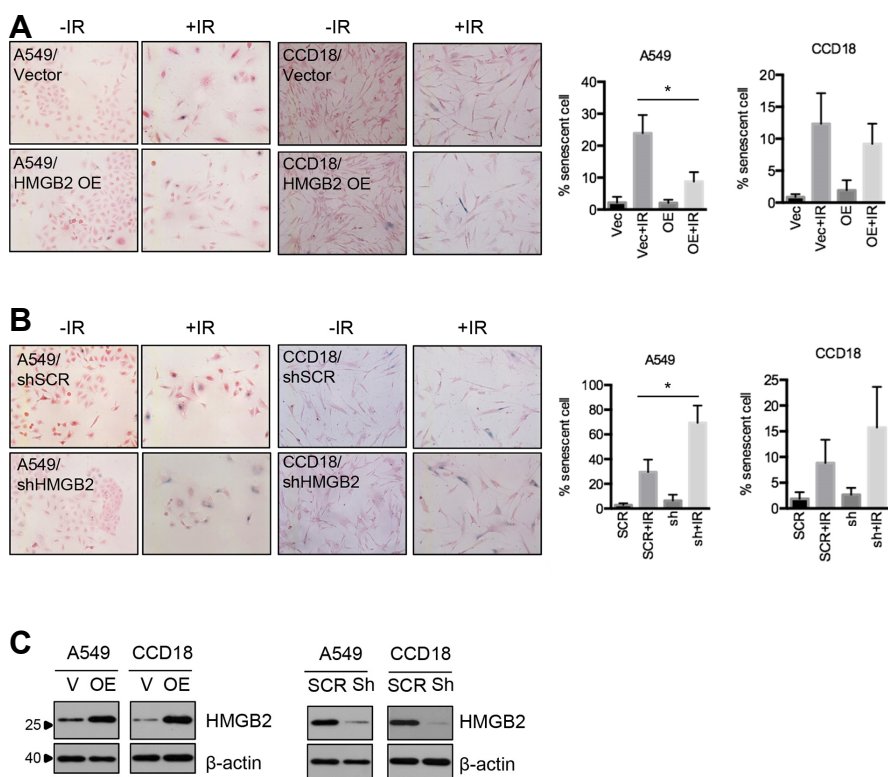 A
-IR +IR -IR +IR
A549/
Vector
CCD18/
Vector
A549/
HMGB2 OE
CCD18/
HMGB2 OE
A549
% senescent cell
40
30
20
10
0
*
Vec Vec+IR OE OE+IR
CCD18
% senescent cell
20
15
10
5
0
Vec Vec+IR OE OE+IR
B
-IR +IR -IR +IR
A549/
shSCR
CCD18/
shSCR
A549/
shHMGB2
CCD18/
shHMGB2
A549
% senescent cell
100
80
60
40
20
0
*
SCR SCR+IR sh sh+IR
CCD18
% senescent cell
25
20
15
10
5
0
SCR SCR+IR sh sh+IR
C
A549 CCD18
V OE V OE
25 HMGB2
40 β-actin
A549 CCD18
SCR Sh SCR Sh
HMGB2
β-actin